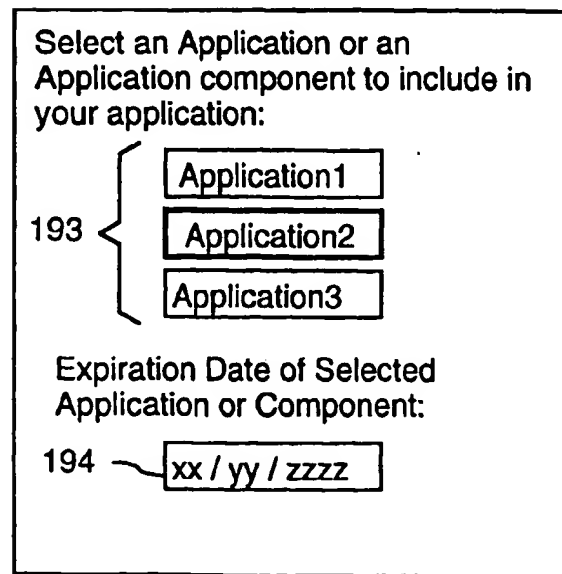 Select an Application or an
Application component to include in
your application:
Application1
193
Application2
Application3
Expiration Date of Selected
Application or Component:
194
xx / yy / zzzz